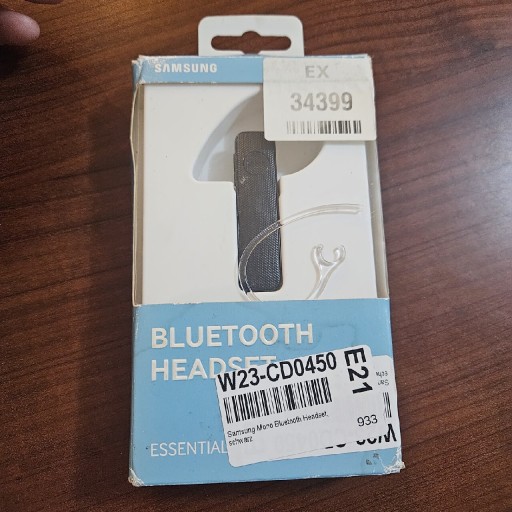 SAMSUNG
EX
34399
BLUETOOTH
HEADSET
W23-CD0450
E21
Samsung Mono Bluetooth Headset,
schwarz
933
ESSENTIAL